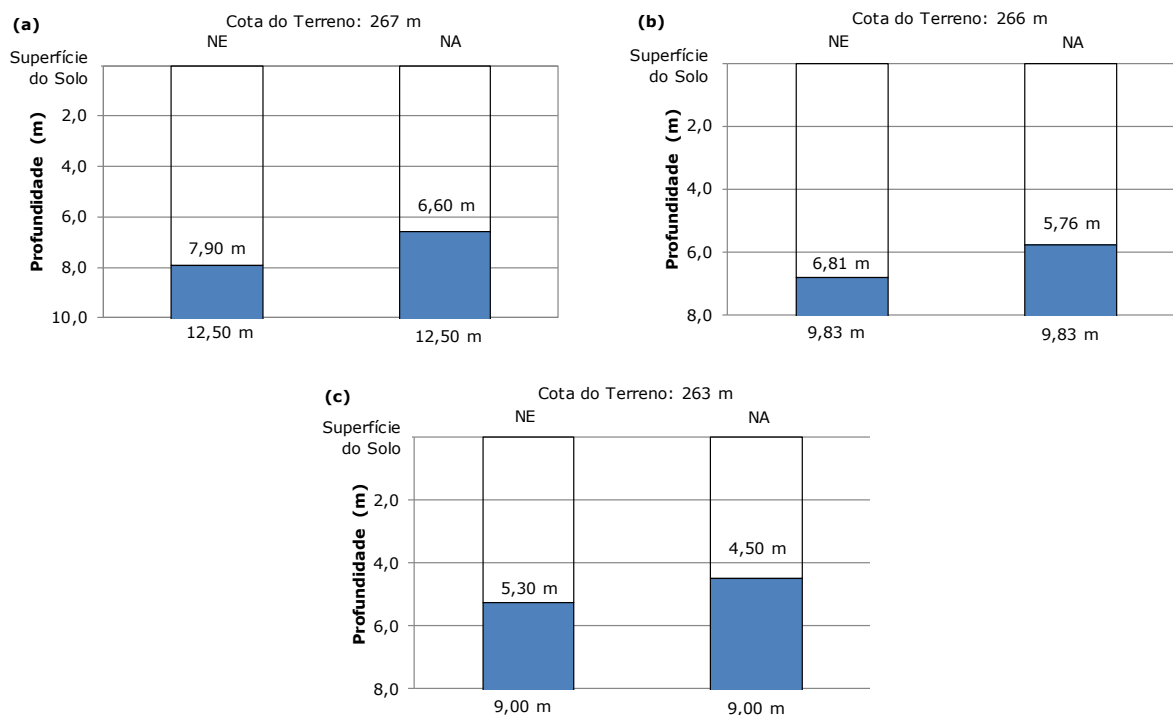 (a)
Cota do Terreno: 267 m
NE NA
Superfície
do Solo
Profundidade (m)
2,0
4,0
6,0
8,0
10,0
7,90 m
6,60 m
12,50 m
12,50 m
(b)
Cota do Terreno: 266 m
NE NA
Superfície
do Solo
Profundidade (m)
2,0
4,0
6,0
8,0
6,81 m
5,76 m
9,83 m
9,83 m
(c)
Cota do Terreno: 263 m
NE NA
Superfície
do Solo
Profundidade (m)
2,0
4,0
6,0
8,0
5,30 m
4,50 m
9,00 m
9,00 m